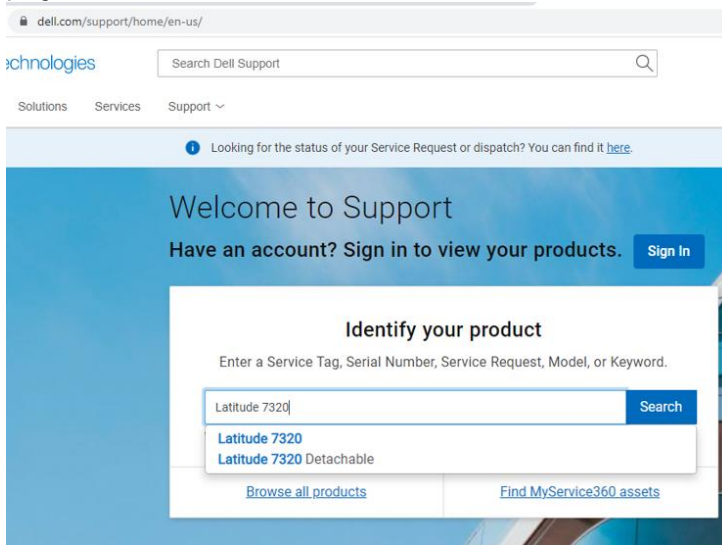 dell.com/support/home/en-us/
echnologies
Search Dell Support
Solutions Services Support
Looking for the status of your Service Request or dispatch? You can find it here.
Welcome to Support
Have an account? Sign in to view your products. Sign In
Identify your product
Enter a Service Tag, Serial Number, Service Request, Model, or Keyword.
Latitude 7320 Search
Latitude 7320
Latitude 7320 Detachable
Browse all products Find MyService360 assets